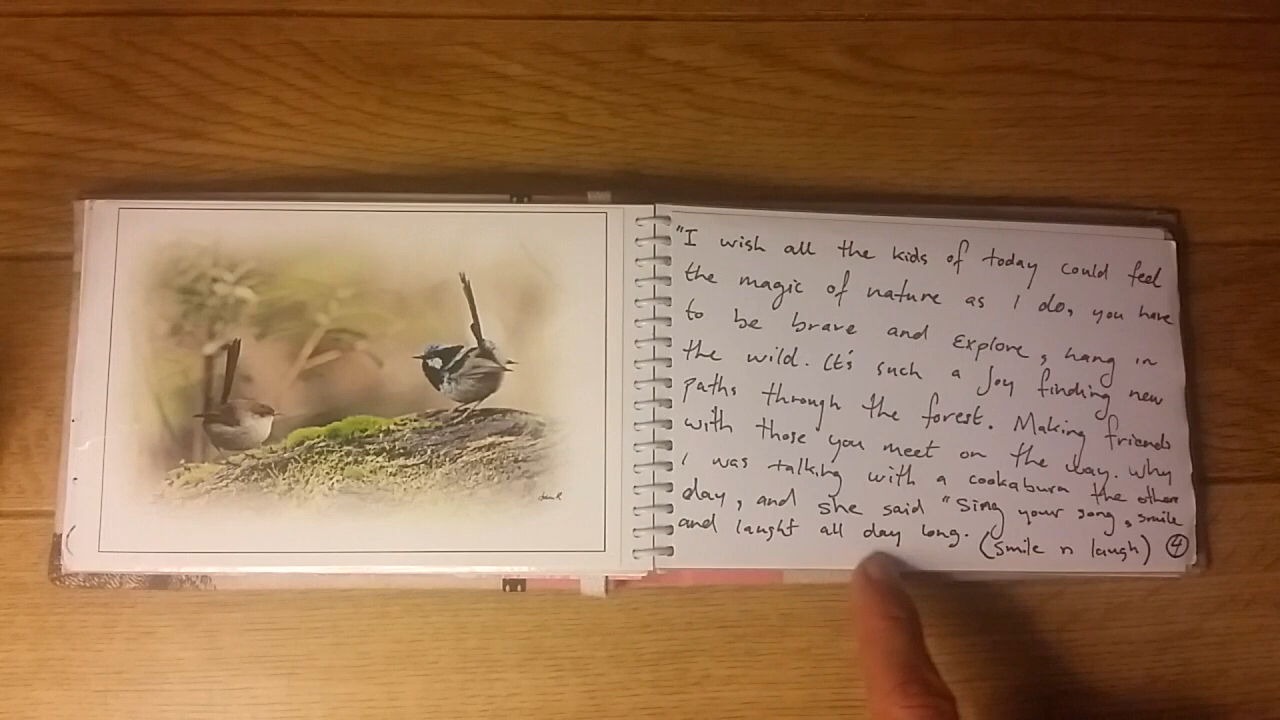 "I wish all the kids of today could feel
the magic of nature as I do, you have
to be brave and explore, hang in
the wild. It's such a Joy finding new
paths through the forest. Making friends
with those you meet on the way. Why
I was talking with a cookabura the other
day, and she said "Sing your song, smile
and laught all day long. (smile n laugh) 4